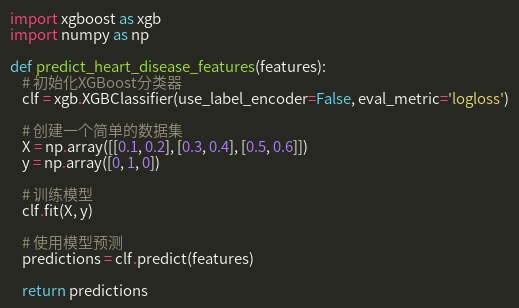 import xgboost as xgb
import numpy as np
def predict_heart_disease_features(features):
# 初始化XGBoost分类器
clf = xgb.XGBClassifier(use_label_encoder=False, eval_metric='logloss')
# 创建一个简单的数据集
X = np.array([[0.1, 0.2], [0.3, 0.4], [0.5, 0.6]])
y = np.array([0, 1, 0])
# 训练模型
clf.fit(X, y)
# 使用模型预测
predictions = clf.predict(features)
return predictions